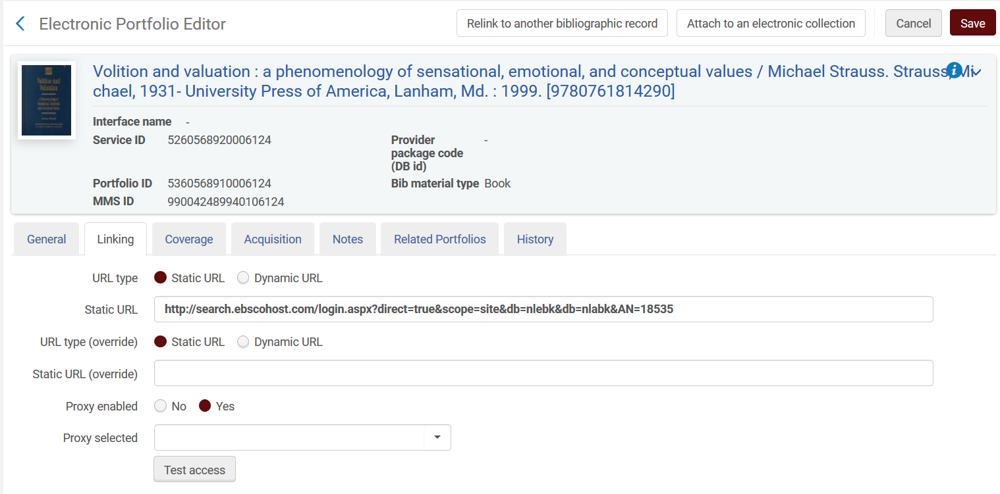 Electronic Portfolio Editor
Relink to another bibliographic record
Attach to an electronic collection
Cancel
Save
Volition and valuation : a phenomenology of sensational, emotional, and conceptual values / Michael Strauss. Strauss, Mi
chael, 1931- University Press of America, Lanham, Md. : 1999. [9780761814290]
Volition and
Valuation
Interface name -
Service ID 5260568920006124
Provider
package code
(DB id)
-
Portfolio ID 5360568910006124
Bib material type Book
MMS ID 990042489940106124
General
Linking
Coverage
Acquisition
Notes
Related Portfolios
History
URL type Static URL Dynamic URL
Static URL http://search.ebscohost.com/login.aspx?direct=true&scope=site&db=nlebk&db=nlabk&AN=18535
URL type (override) Static URL Dynamic URL
Static URL (override)
Proxy enabled No Yes
Proxy selected
Test access